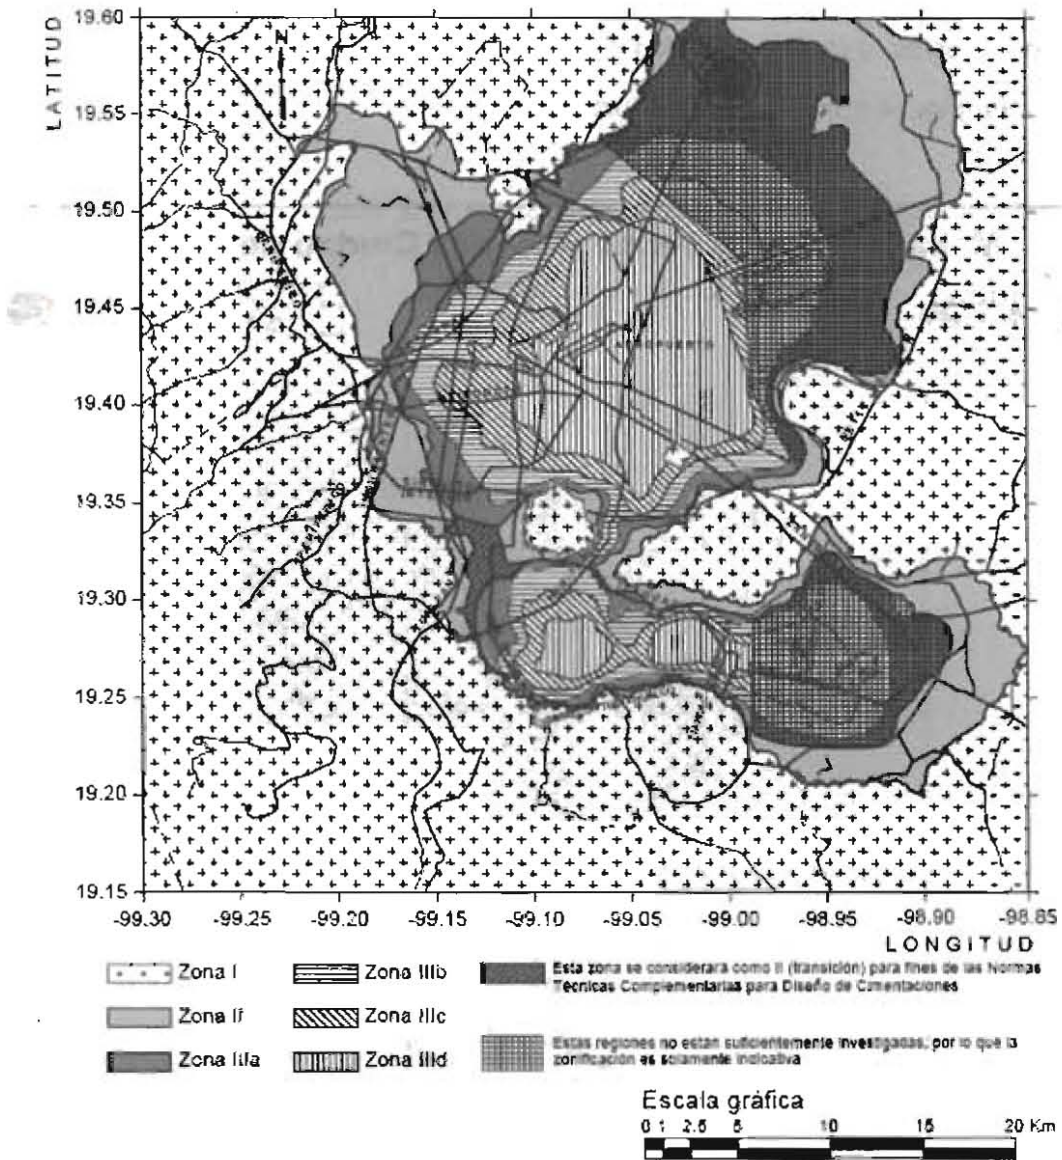 LATITUD
19.60
N
19.55
19.50
19.45
19.40
19.35
19.30
19.25
19.20
19.15
-99.30
-99.25
-99.20
-99.15
-99.10
-99.05
-99.00
-98.95
-98.90
-98.85
LONGITUD
Zona I
Zona II
Zona IIIa
Zona IIIb
Zona IIIc
Zona IIId
Esta zona se considerará como II (transición) para fines de las Normas
Técnicas Complementarias para Diseño de Cimentaciones
Estas regiones no están suficientemente investigadas, por lo que la
zonificación es solamente indicativa
Escala gráfica
0 1 2.5 5 10 15 20 Km